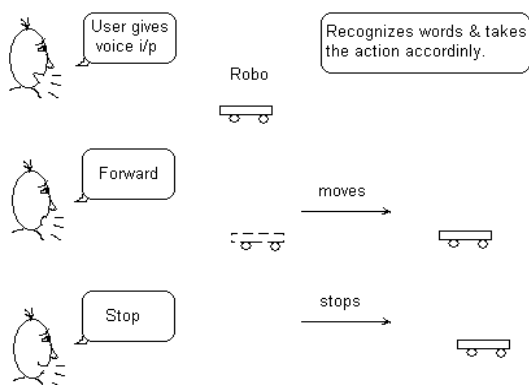 User gives
voice i/p
Recognizes words & takes
the action accordinly.
Robo
Forward
moves
Stop
stops